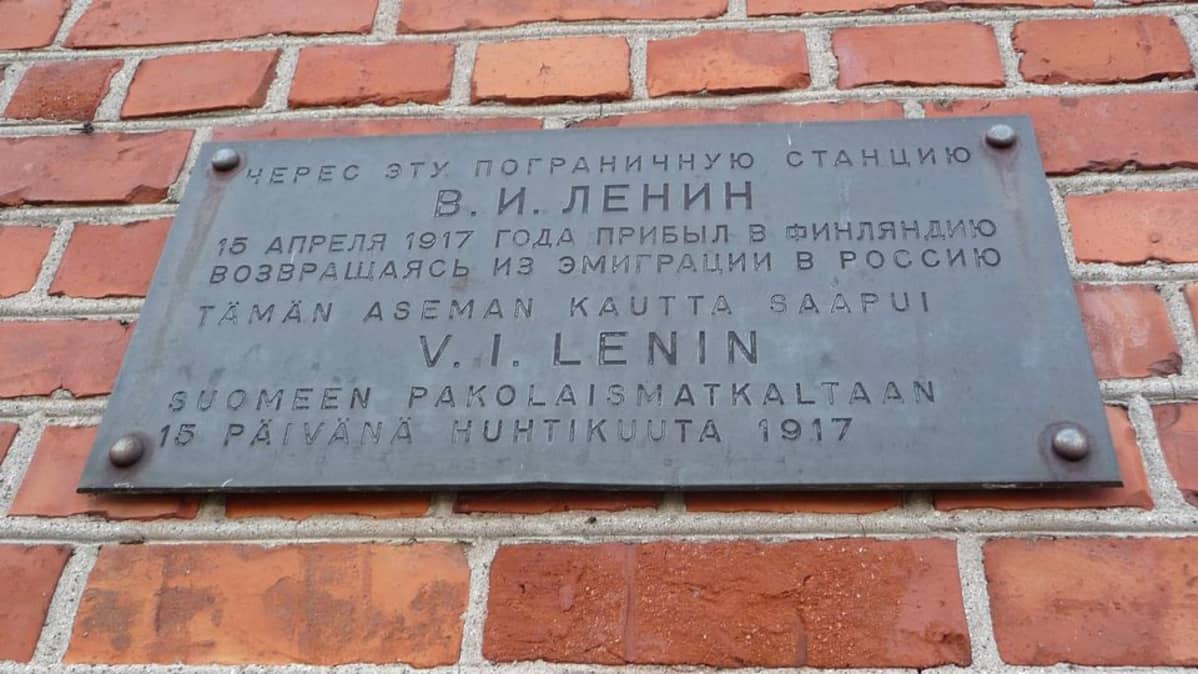 ЧЕРЕС ЭТУ ПОГРАНИЧНУЮ СТАНЦИЮ
В. И. ЛЕНИН
15 АПРЕЛЯ 1917 ГОДА ПРИБЫЛ В ФИНЛЯНДИЮ
ВОЗВРАЩАЯСЬ ИЗ ЭМИГРАЦИИ В РОССИЮ
TÄMÄN ASEMAN KAUTTA SAAPUI
V. I. LENIN
SUOMEEN PAKOLAISMATKALTAAN
15 PÄIVÄNÄ HUHTIKUUTA 1917